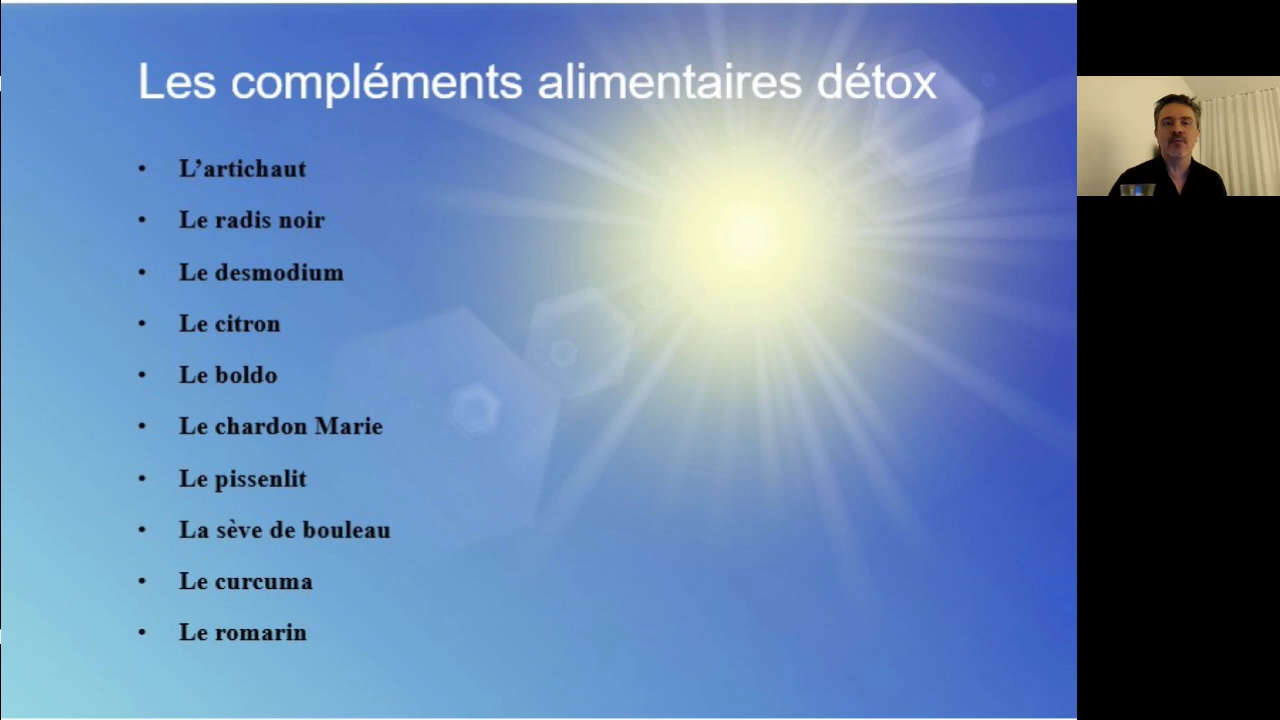 Les compléments alimentaires détox
• L’artichaut
• Le radis noir
• Le desmodium
• Le citron
• Le boldo
• Le chardon Marie
• Le pissenlit
• La sève de bouleau
• Le curcuma
• Le romarin